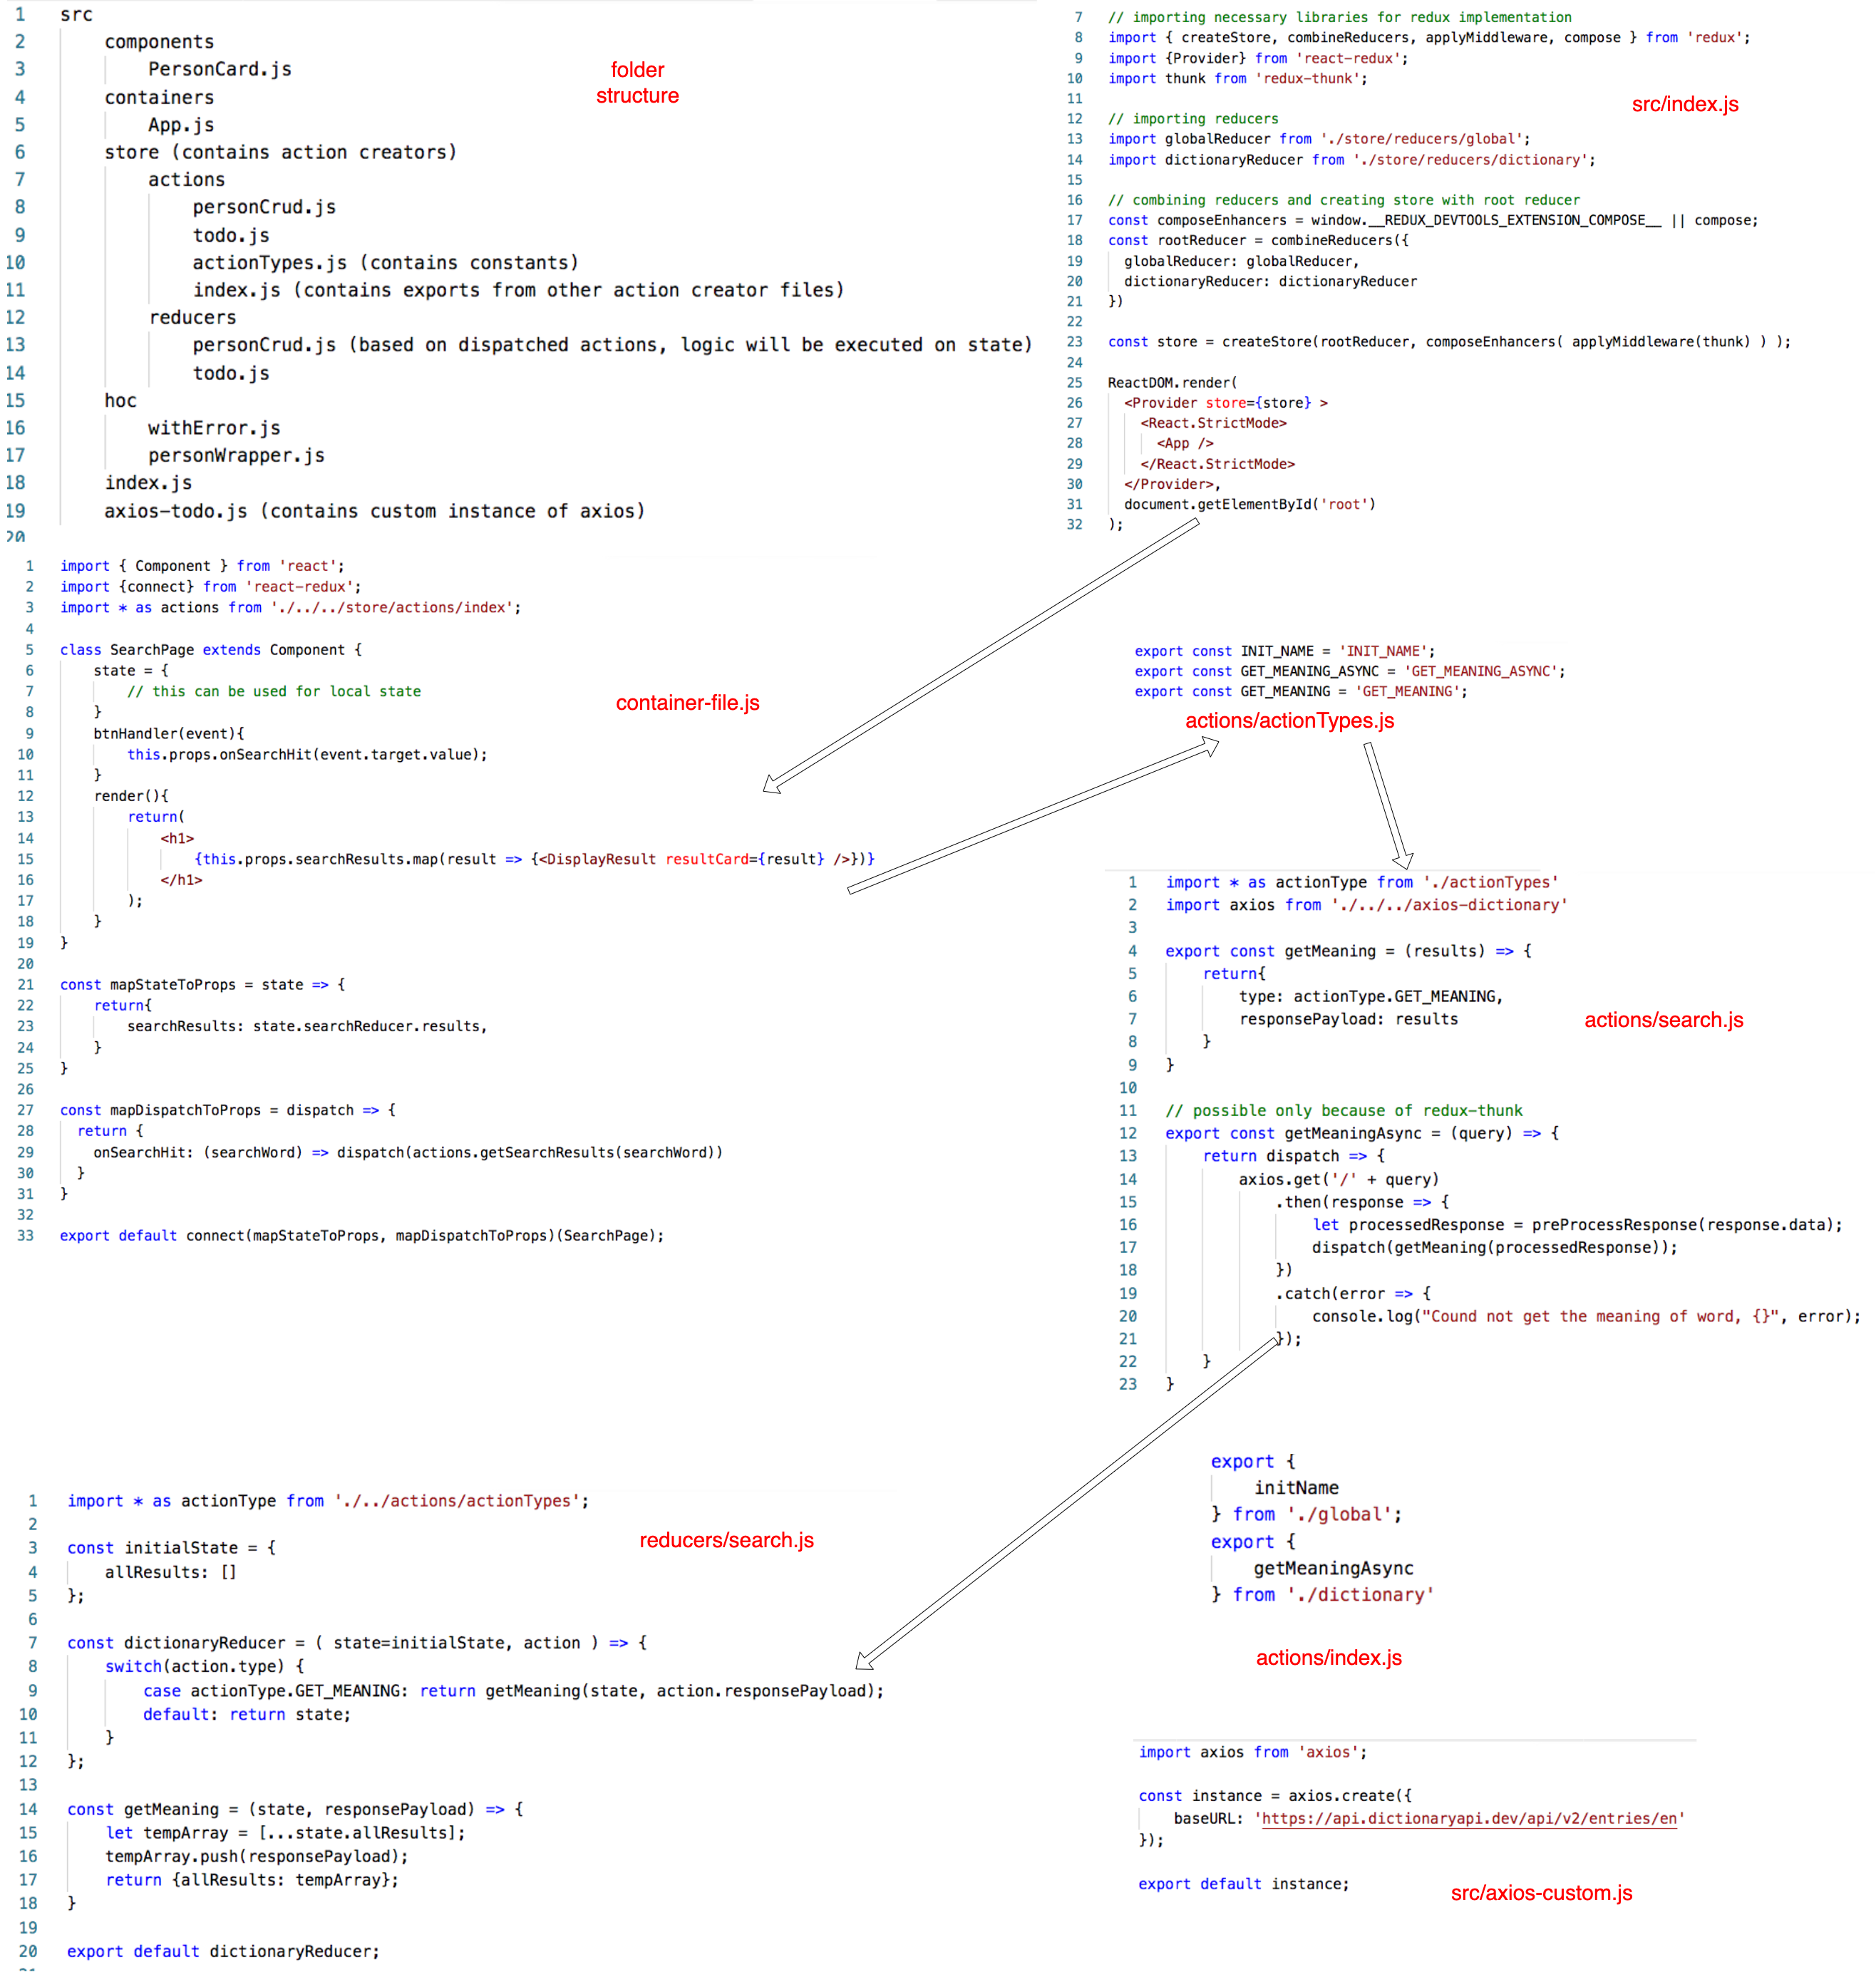 1 src
2 components
3 PersonCard.js
4 containers
5 App.js
6 store (contains action creators)
7 actions
8 personCrud.js
9 todo.js
10 actionTypes.js (contains constants)
11 index.js (contains exports from other action creator files)
12 reducers
13 personCrud.js (based on dispatched actions, logic will be executed on state)
14 todo.js
15 hoc
16 withError.js
17 personWrapper.js
18 index.js
19 axios-todo.js (contains custom instance of axios)
20
folder
structure
7 // importing necessary libraries for redux implementation
8 import { createStore, combineReducers, applyMiddleware, compose } from 'redux';
9 import {Provider} from 'react-redux';
10 import thunk from 'redux-thunk';
11
12 // importing reducers
13 import globalReducer from './store/reducers/global';
14 import dictionaryReducer from './store/reducers/dictionary';
15
16 // combining reducers and creating store with root reducer
17 const composeEnhancers = window.__REDUX_DEVTOOLS_EXTENSION_COMPOSE__ || compose;
18 const rootReducer = combineReducers({
19 globalReducer: globalReducer,
20 dictionaryReducer: dictionaryReducer
21 })
22
23 const store = createStore(rootReducer, composeEnhancers( applyMiddleware(thunk) ) );
24
25 ReactDOM.render(
26 <Provider store={store} >
27 <React.StrictMode>
28 <App />
29 </React.StrictMode>
30 </Provider>,
31 document.getElementById('root')
32 );
src/index.js
1 import { Component } from 'react';
2 import {connect} from 'react-redux';
3 import * as actions from './../../store/actions/index';
4
5 class SearchPage extends Component {
6 state = {
7 // this can be used for local state
8 }
9 btnHandler(event){
10 this.props.onSearchHit(event.target.value);
11 }
12 render(){
13 return(
14 <h1>
15 {this.props.searchResults.map(result => {<DisplayResult resultCard={result} />})}
16 </h1>
17 );
18 }
19 }
20
21 const mapStateToProps = state => {
22 return{
23 searchResults: state.searchReducer.results,
24 }
25 }
26
27 const mapDispatchToProps = dispatch => {
28 return {
29 onSearchHit: (searchWord) => dispatch(actions.getSearchResults(searchWord))
30 }
31 }
32
33 export default connect(mapStateToProps, mapDispatchToProps)(SearchPage);
container-file.js
export const INIT_NAME = 'INIT_NAME';
export const GET_MEANING_ASYNC = 'GET_MEANING_ASYNC';
export const GET_MEANING = 'GET_MEANING';
actions/actionTypes.js
1 import * as actionType from './actionTypes'
2 import axios from './../../axios-dictionary'
3
4 export const getMeaning = (results) => {
5 return{
6 type: actionType.GET_MEANING,
7 responsePayload: results
8 }
9 }
10
11 // possible only because of redux-thunk
12 export const getMeaningAsync = (query) => {
13 return dispatch => {
14 axios.get('/' + query)
15 .then(response => {
16 let processedResponse = preProcessResponse(response.data);
17 dispatch(getMeaning(processedResponse));
18 })
19 .catch(error => {
20 console.log("Cound not get the meaning of word, {}", error);
21 });
22 }
23 }
actions/search.js
1 import * as actionType from './../actions/actionTypes';
2
3 const initialState = {
4 allResults: []
5 };
6
7 const dictionaryReducer = ( state=initialState, action ) => {
8 switch(action.type) {
9 case actionType.GET_MEANING: return getMeaning(state, action.responsePayload);
10 default: return state;
11 }
12 };
13
14 const getMeaning = (state, responsePayload) => {
15 let tempArray = [...state.allResults];
16 tempArray.push(responsePayload);
17 return {allResults: tempArray};
18 }
19
20 export default dictionaryReducer;
reducers/search.js
export {
initName
} from './global';
export {
getMeaningAsync
} from './dictionary'
actions/index.js
import axios from 'axios';
const instance = axios.create({
baseURL: 'https://api.dictionaryapi.dev/api/v2/entries/en'
});
export default instance;
src/axios-custom.js